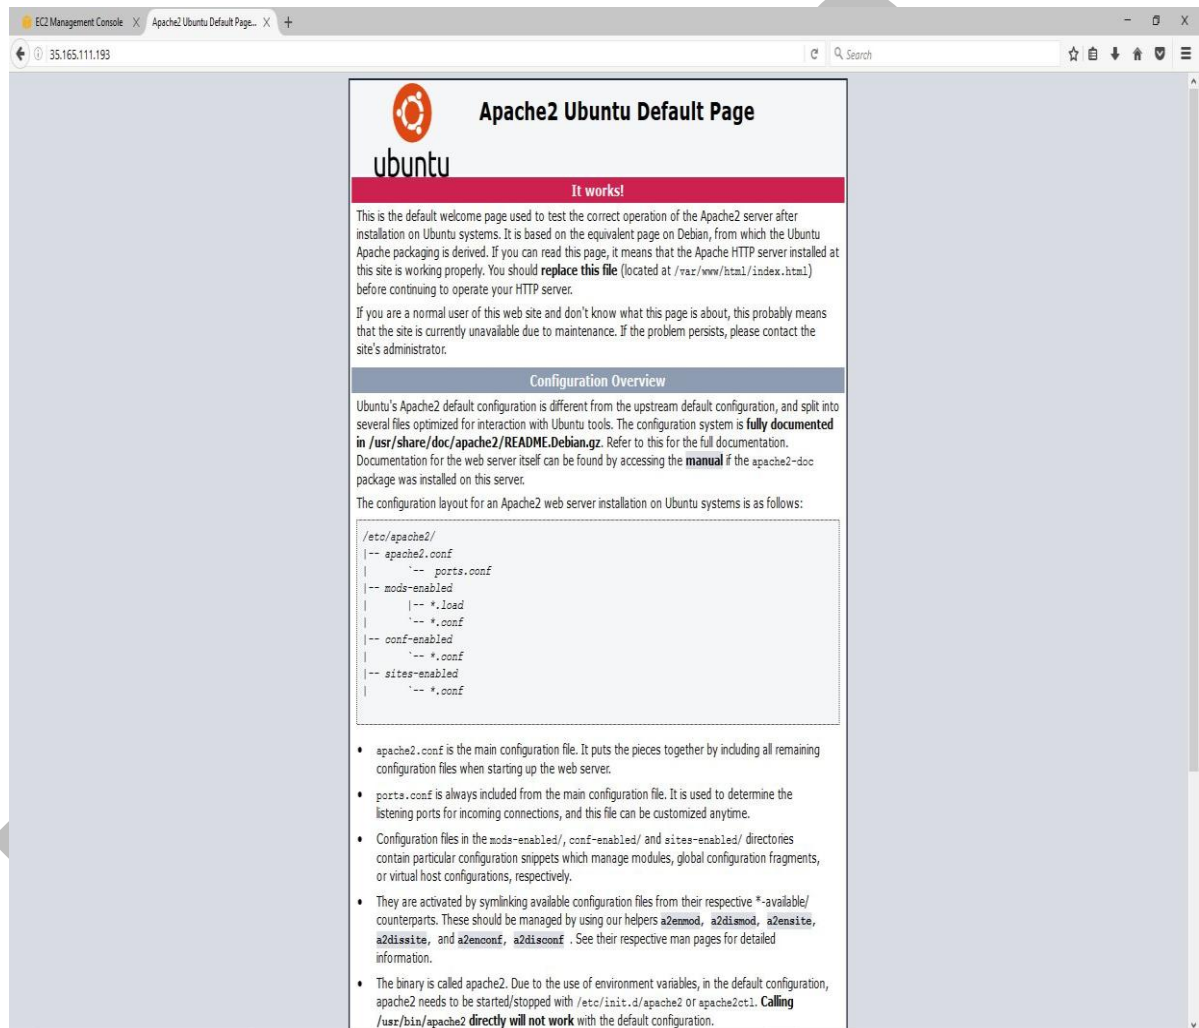 EC2 Management Console X Apache2 Ubuntu Default Page... X +
35.165.111.193
Search
Apache2 Ubuntu Default Page
ubuntu
It works!
This is the default welcome page used to test the correct operation of the Apache2 server after
installation on Ubuntu systems. It is based on the equivalent page on Debian, from which the Ubuntu
Apache packaging is derived. If you can read this page, it means that the Apache HTTP server installed at
this site is working properly. You should replace this file (located at /var/www/html/index.html)
before continuing to operate your HTTP server.
If you are a normal user of this web site and don't know what this page is about, this probably means
that the site is currently unavailable due to maintenance. If the problem persists, please contact the
site's administrator.
Configuration Overview
Ubuntu's Apache2 default configuration is different from the upstream default configuration, and split into
several files optimized for interaction with Ubuntu tools. The configuration system is fully documented
in /usr/share/doc/apache2/README.Debian.gz. Refer to this for the full documentation.
Documentation for the web server itself can be found by accessing the manual if the apache2-doc
package was installed on this server.
The configuration layout for an Apache2 web server installation on Ubuntu systems is as follows:
/etc/apache2/
|-- apache2.conf
|       `-- ports.conf
|-- mods-enabled
|       |-- *.load
|       `-- *.conf
|-- conf-enabled
|       `-- *.conf
|-- sites-enabled
|       `-- *.conf
• apache2.conf is the main configuration file. It puts the pieces together by including all remaining
configuration files when starting up the web server.
• ports.conf is always included from the main configuration file. It is used to determine the
listening ports for incoming connections, and this file can be customized anytime.
• Configuration files in the mods-enabled/, conf-enabled/ and sites-enabled/ directories
contain particular configuration snippets which manage modules, global configuration fragments,
or virtual host configurations, respectively.
• They are activated by symlinking available configuration files from their respective *-available/
counterparts. These should be managed by using our helpers a2enmod, a2dismod, a2ensite,
a2dissite, and a2enconf, a2disconf . See their respective man pages for detailed
information.
• The binary is called apache2. Due to the use of environment variables, in the default configuration,
apache2 needs to be started/stopped with /etc/init.d/apache2 or apache2ctl. Calling
/usr/bin/apache2 directly will not work with the default configuration.